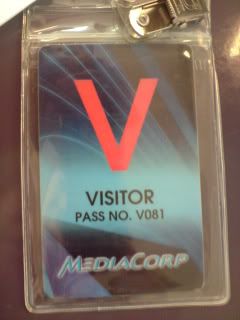 V
VISITOR
PASS NO. V081
MEDIACORP